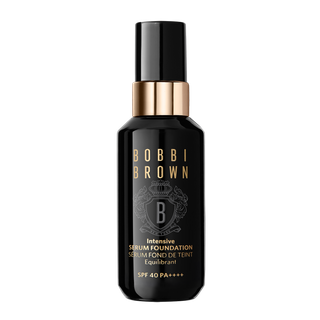 BOBBI
BROWN
B
Intensive
SERUM FOUNDATION
SÉRUM FOND DE TEINT
Équilibrant
SPF 40 PA++++